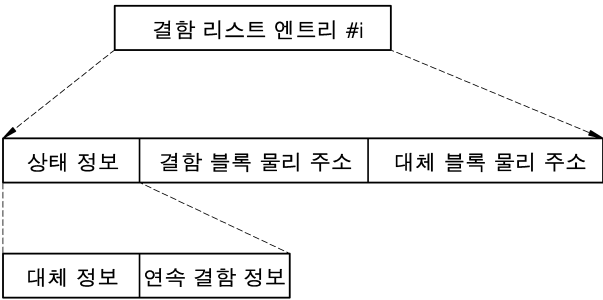 결함 리스트 엔트리 #i
상태 정보 결함 블록 물리 주소 대체 블록 물리 주소
대체 정보 연속 결함 정보